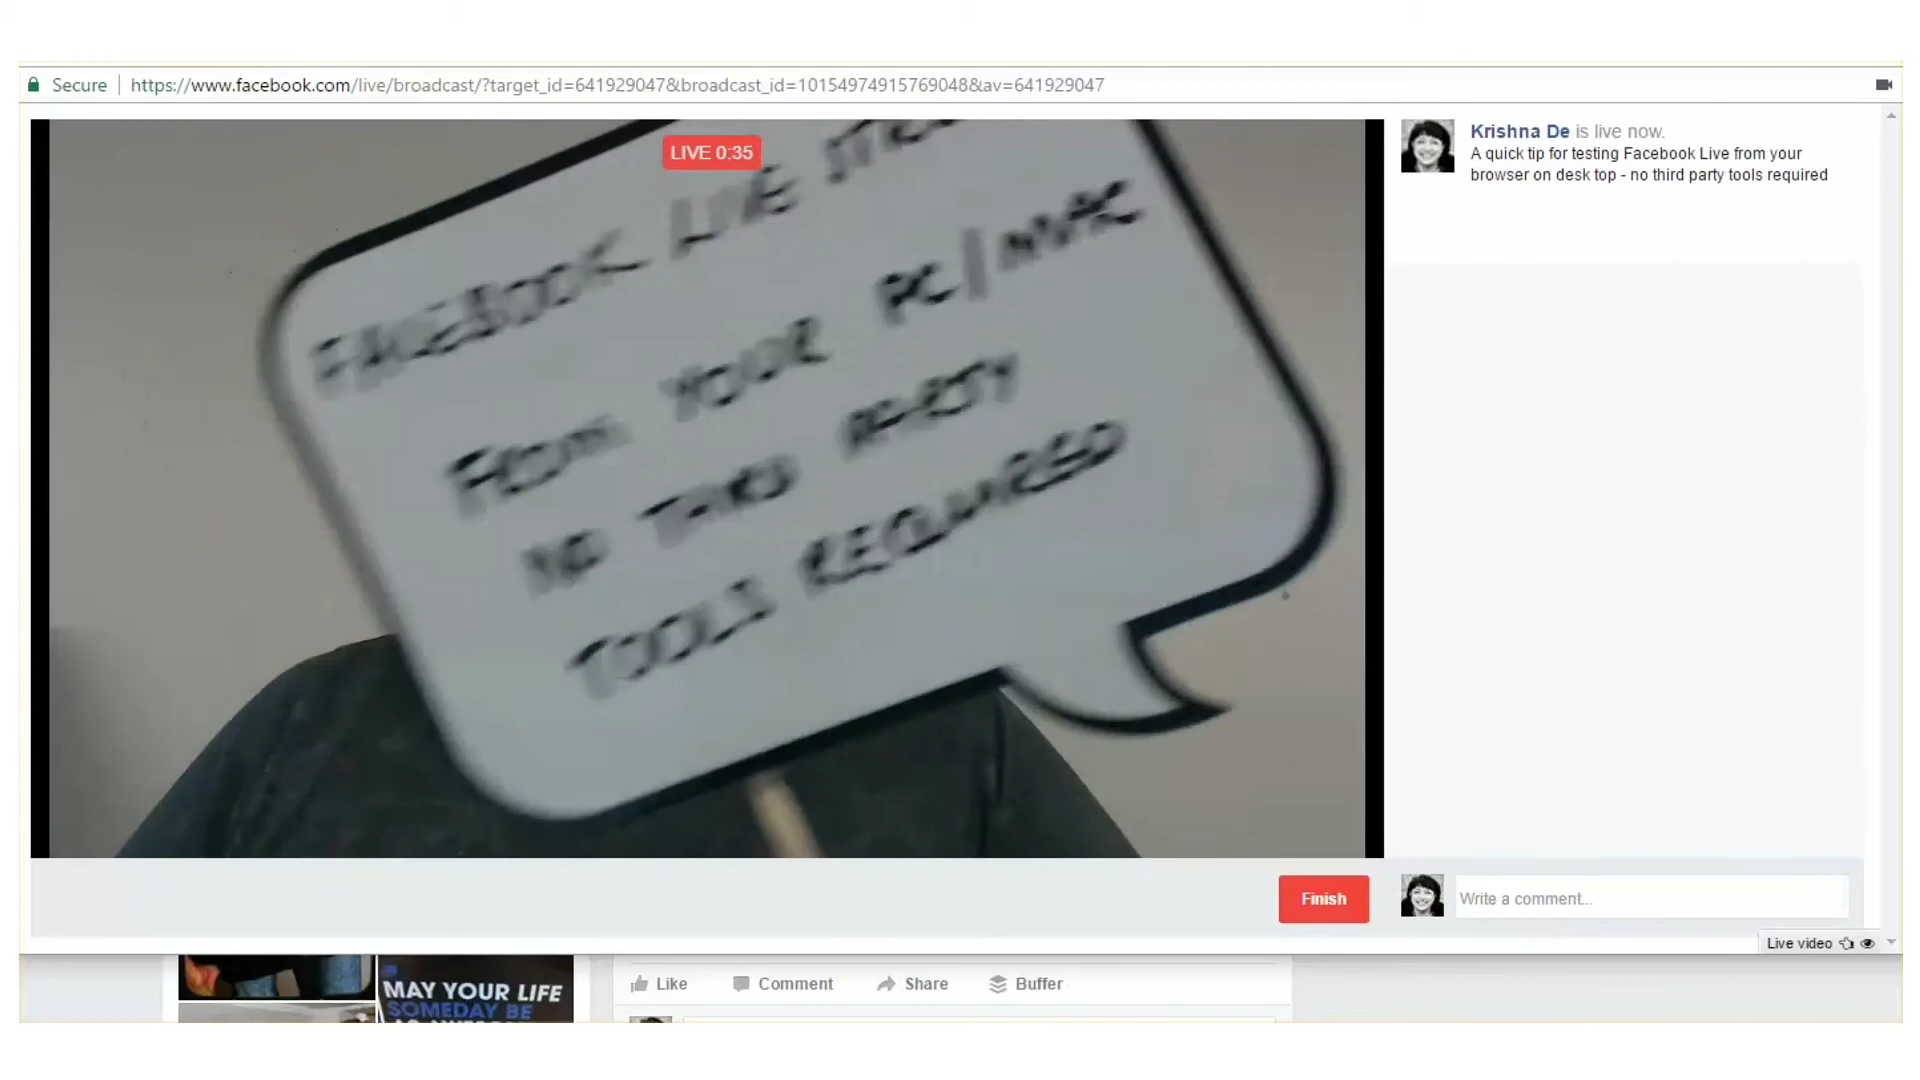 Secure https://www.facebook.com/live/broadcast/?target_id=641929047&broadcast_id=10154974915769048&av=641929047
LIVE 0:35
FACEBOOK LIVE
FROM YOUR PC/MAC
NO THIRD PARTY
TOOLS REQUIRED
Krishna De is live now.
A quick tip for testing Facebook Live from your
browser on desk top - no third party tools required
Finish
Write a comment...
Live video
MAY YOUR LIFE
SOMEDAY BE
Like Comment Share Buffer